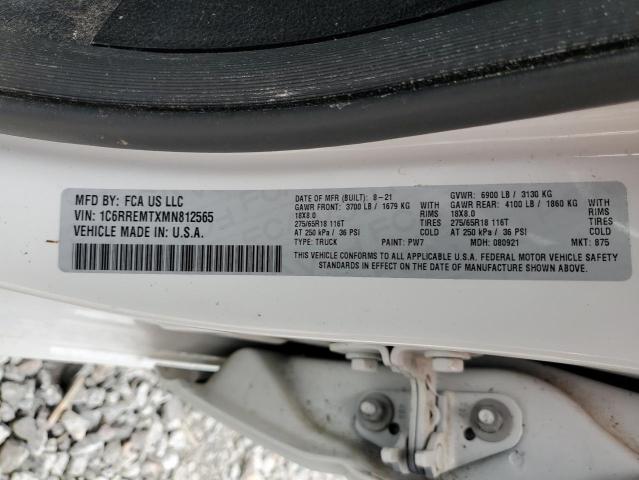 MFD BY: FCA US LLC
VIN: 1C6RREMTXMN812565
VEHICLE MADE IN: U.S.A.
DATE OF MFR (BUILT): 8-21
GAWR FRONT: 3700 LB / 1679 KG WITH
18X8.0
275/65R18 116T TIRES
AT 250 kPa / 36 PSI COLD
TYPE: TRUCK PAINT: PW7
GVWR: 6900 LB / 3130 KG
GAWR REAR: 4100 LB / 1860 KG WITH
18X8.0
275/65R18 116T TIRES
AT 250 kPa / 36 PSI COLD
MDH: 080921 MKT: 875
THIS VEHICLE CONFORMS TO ALL APPLICABLE U.S.A. FEDERAL MOTOR VEHICLE SAFETY
STANDARDS IN EFFECT ON THE DATE OF MANUFACTURE SHOWN ABOVE.